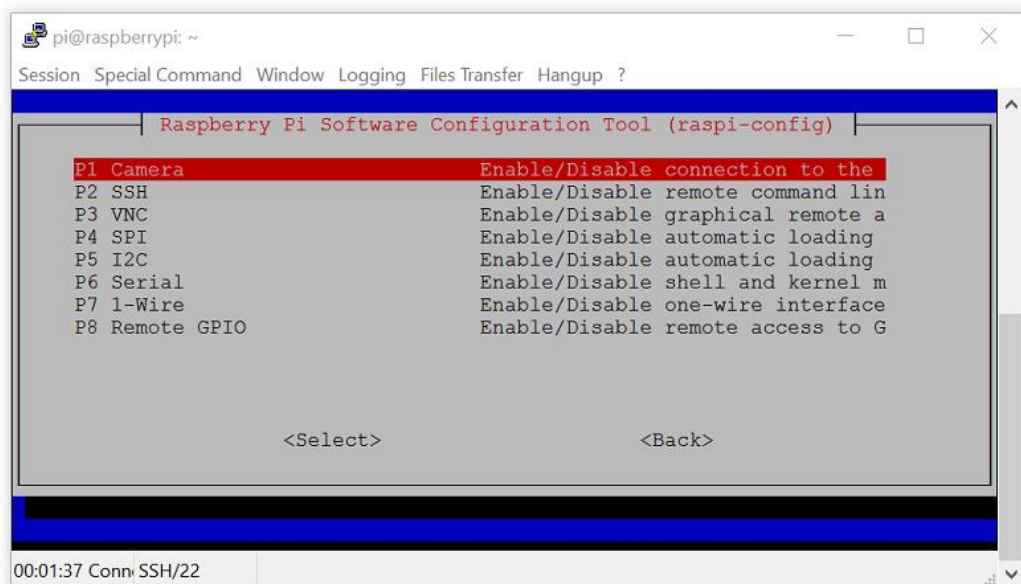 pi@raspberrypi: ~
Session Special Command Window Logging Files Transfer Hangup ?
Raspberry Pi Software Configuration Tool (raspi-config)
P1 Camera Enable/Disable connection to the
P2 SSH Enable/Disable remote command lin
P3 VNC Enable/Disable graphical remote a
P4 SPI Enable/Disable automatic loading
P5 I2C Enable/Disable automatic loading
P6 Serial Enable/Disable shell and kernel m
P7 1-Wire Enable/Disable one-wire interface
P8 Remote GPIO Enable/Disable remote access to G
<Select> <Back>
00:01:37 Conn SSH/22